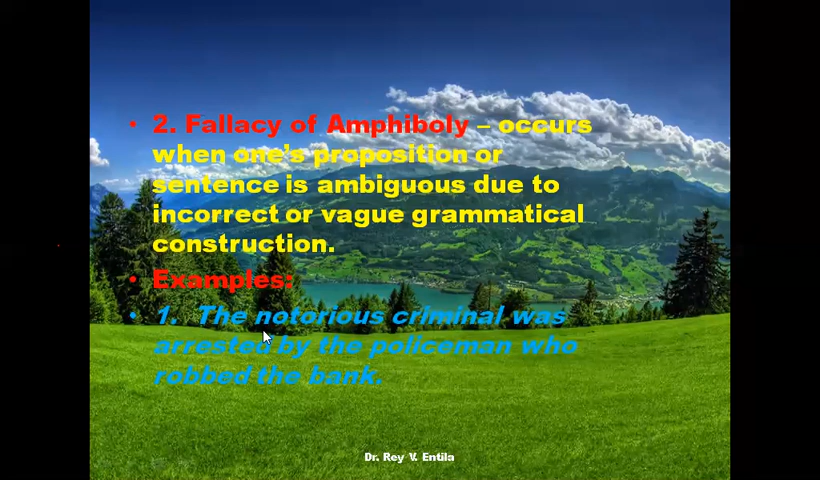 • 2. Fallacy of Amphiboly – occurs
when one's proposition or
sentence is ambiguous due to
incorrect or vague grammatical
construction.
• Examples:
• 1. The notorious criminal was
arrested by the policeman who
robbed the bank.
Dr. Rey V. Entila